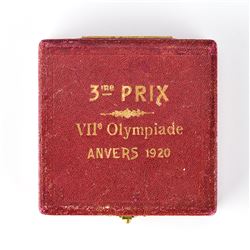 3me PRIX
VIIe Olympiade
ANVERS 1920